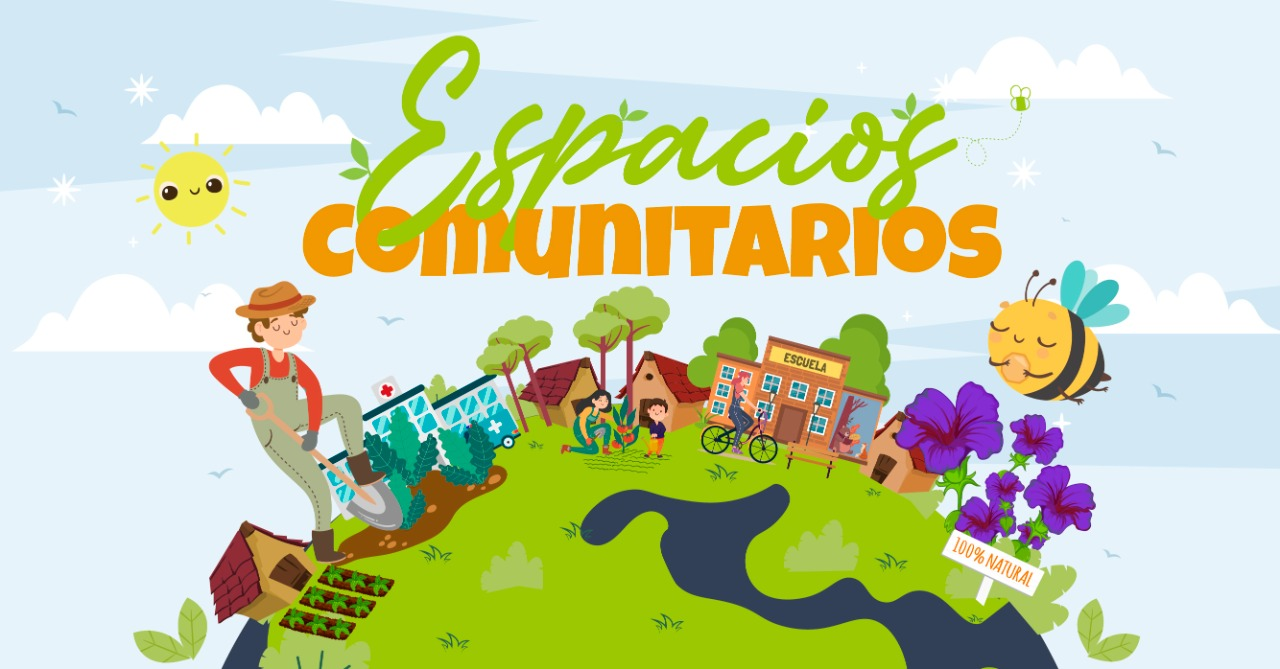 Espacios
COMUNITARIOS
ESCUELA
100% NATURAL